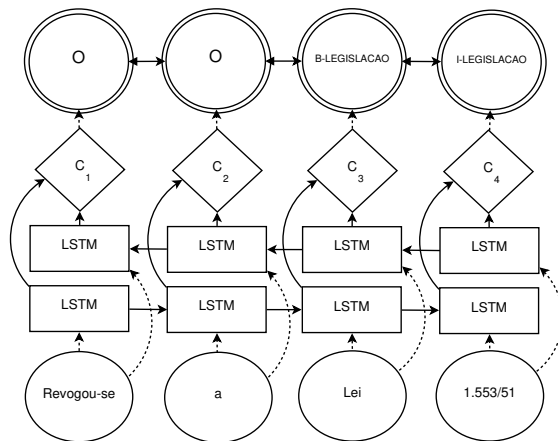 O O B-LEGISLACAO I-LEGISLACAO
C1 C2 C3 C4
LSTM LSTM LSTM LSTM
LSTM LSTM LSTM LSTM
Revogou-se a Lei 1.553/51